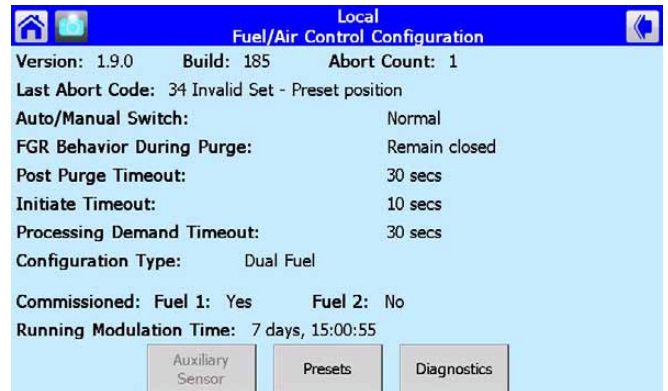 Local
Fuel/Air Control Configuration
Version: 1.9.0 Build: 185 Abort Count: 1
Last Abort Code: 34 Invalid Set - Preset position
Auto/Manual Switch: Normal
FGR Behavior During Purge: Remain closed
Post Purge Timeout: 30 secs
Initiate Timeout: 10 secs
Processing Demand Timeout: 30 secs
Configuration Type: Dual Fuel
Commissioned: Fuel 1: Yes Fuel 2: No
Running Modulation Time: 7 days, 15:00:55
Auxiliary
Sensor
Presets
Diagnostics